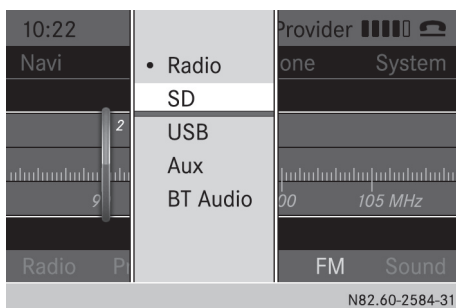 10:22 Provider
Navi • Radio one System
SD
2 USB
Aux
9 00 105 MHz
BT Audio
Radio P FM Sound
N82.60-2584-31